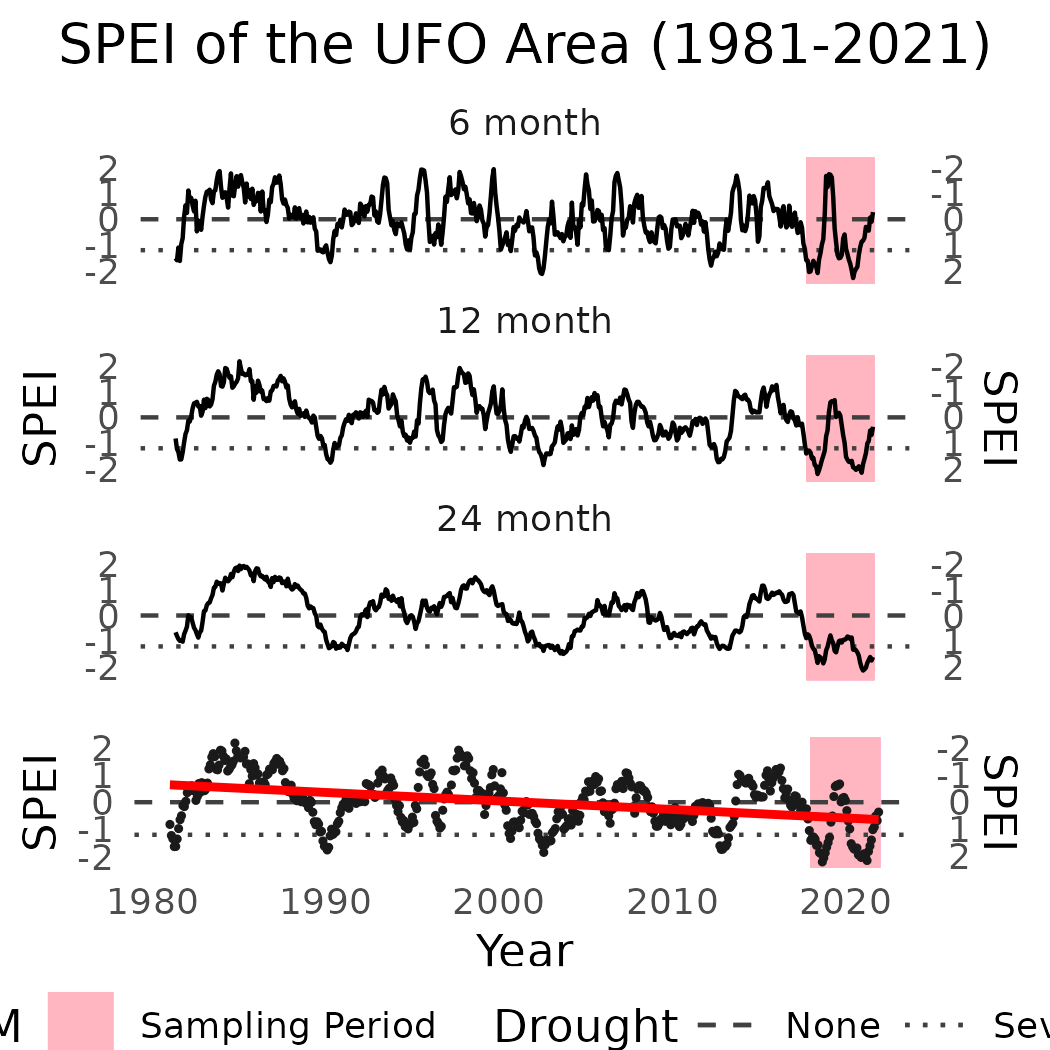 SPEI of the UFO Area (1981-2021)
6 month
2 -2
1 -1
0 0
-1 1
-2 2
12 month
2 -2
1 -1
0 0
-1 1
-2 2
SPEI SPEI
24 month
2 -2
1 -1
0 0
-1 1
-2 2
2 -2
1 -1
0 0
-1 1
-2 2
SPEI SPEI
1980 1990 2000 2010 2020
Year
M Sampling Period Drought None Sev